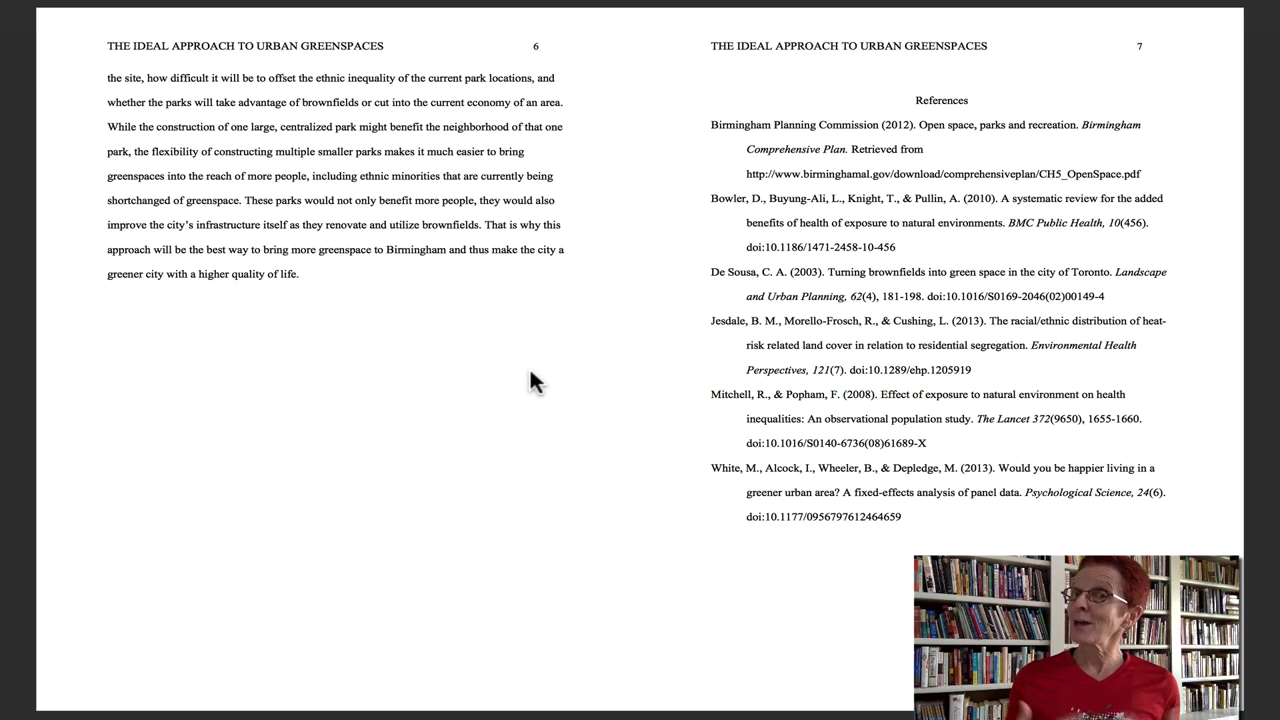 THE IDEAL APPROACH TO URBAN GREENSPACES 6
the site, how difficult it will be to offset the ethnic inequality of the current park locations, and
whether the parks will take advantage of brownfields or cut into the current economy of an area.
While the construction of one large, centralized park might benefit the neighborhood of that one
park, the flexibility of constructing multiple smaller parks makes it much easier to bring
greenspaces into the reach of more people, including ethnic minorities that are currently being
shortchanged of greenspace. These parks would not only benefit more people, they would also
improve the city’s infrastructure itself as they renovate and utilize brownfields. That is why this
approach will be the best way to bring more greenspace to Birmingham and thus make the city a
greener city with a higher quality of life.
THE IDEAL APPROACH TO URBAN GREENSPACES 7
References
Birmingham Planning Commission (2012). Open space, parks and recreation. Birmingham
Comprehensive Plan. Retrieved from
http://www.birminghamal.gov/download/comprehensiveplan/CH5_OpenSpace.pdf
Bowler, D., Buyung-Ali, L., Knight, T., & Pullin, A. (2010). A systematic review for the added
benefits of health of exposure to natural environments. BMC Public Health, 10(456).
doi:10.1186/1471-2458-10-456
De Sousa, C. A. (2003). Turning brownfields into green space in the city of Toronto. Landscape
and Urban Planning, 62(4), 181-198. doi:10.1016/S0169-2046(02)00149-4
Jesdale, B. M., Morello-Frosch, R., & Cushing, L. (2013). The racial/ethnic distribution of heat-
risk related land cover in relation to residential segregation. Environmental Health
Perspectives, 121(7). doi:10.1289/ehp.1205919
Mitchell, R., & Popham, F. (2008). Effect of exposure to natural environment on health
inequalities: An observational population study. The Lancet 372(9650), 1655-1660.
doi:10.1016/S0140-6736(08)61689-X
White, M., Alcock, I., Wheeler, B., & Depledge, M. (2013). Would you be happier living in a
greener urban area? A fixed-effects analysis of panel data. Psychological Science, 24(6).
doi:10.1177/0956797612464659